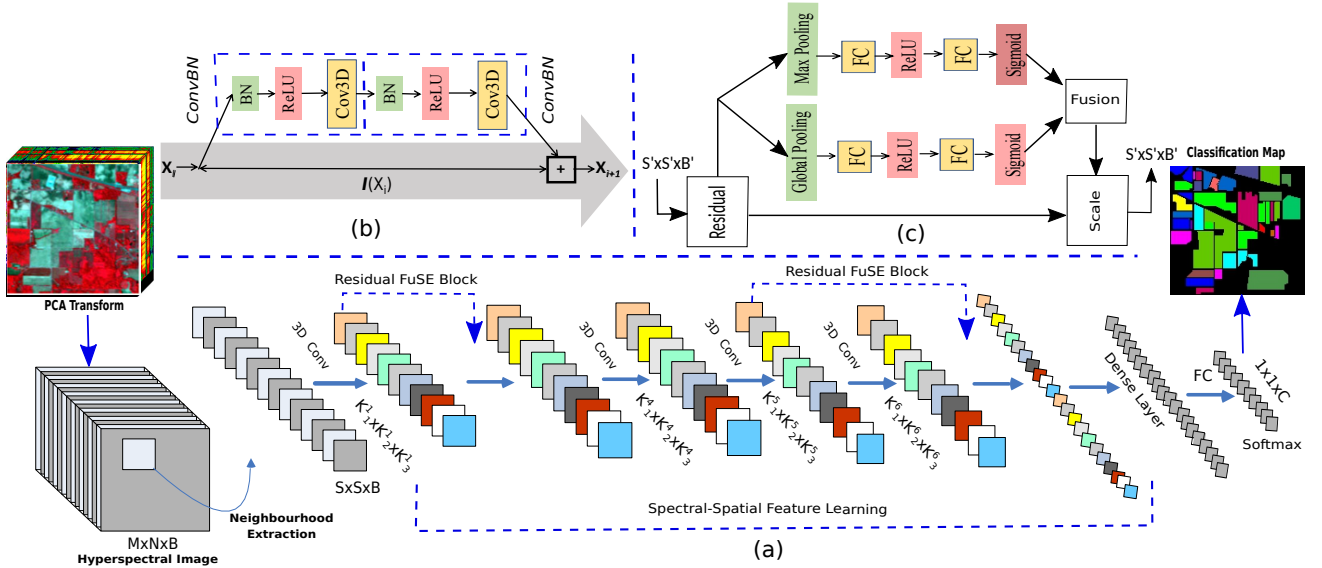 ConvBN
BN
ReLU
Cov3D
BN
ReLU
Cov3D
ConvBN
X_i
I(X_i)
+
X_{i+1}
(b)
S'xS'xB'
Residual
Max Pooling
FC
ReLU
FC
Sigmoid
Global Pooling
FC
ReLU
FC
Sigmoid
Fusion
Scale
S'xS'xB'
(c)
Classification Map
PCA Transform
MxNxB
Hyperspectral Image
Neighbourhood
Extraction
SxSxB
3D Conv
K^1_1xK^1_2xK^1_3
Residual FuSE Block
3D Conv
K^4_1xK^4_2xK^4_3
3D Conv
K^5_1xK^5_2xK^5_3
Residual FuSE Block
3D Conv
K^6_1xK^6_2xK^6_3
Spectral-Spatial Feature Learning
Dense Layer
FC
1x1xC
Softmax
(a)